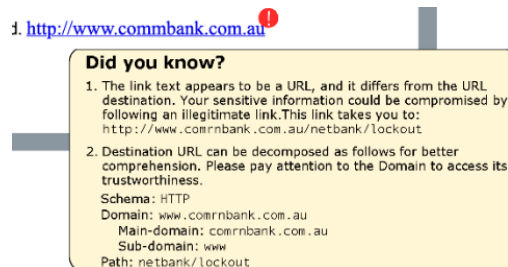 d. http://www.commbank.com.au
Did you know?
1. The link text appears to be a URL, and it differs from the URL
destination. Your sensitive information could be compromised by
following an illegitimate link.This link takes you to:
http://www.comrnbank.com.au/netbank/lockout
2. Destination URL can be decomposed as follows for better
comprehension. Please pay attention to the Domain to access its
trustworthiness.
Schema: HTTP
Domain: www.comrnbank.com.au
Main-domain: comrnbank.com.au
Sub-domain: www
Path: netbank/lockout